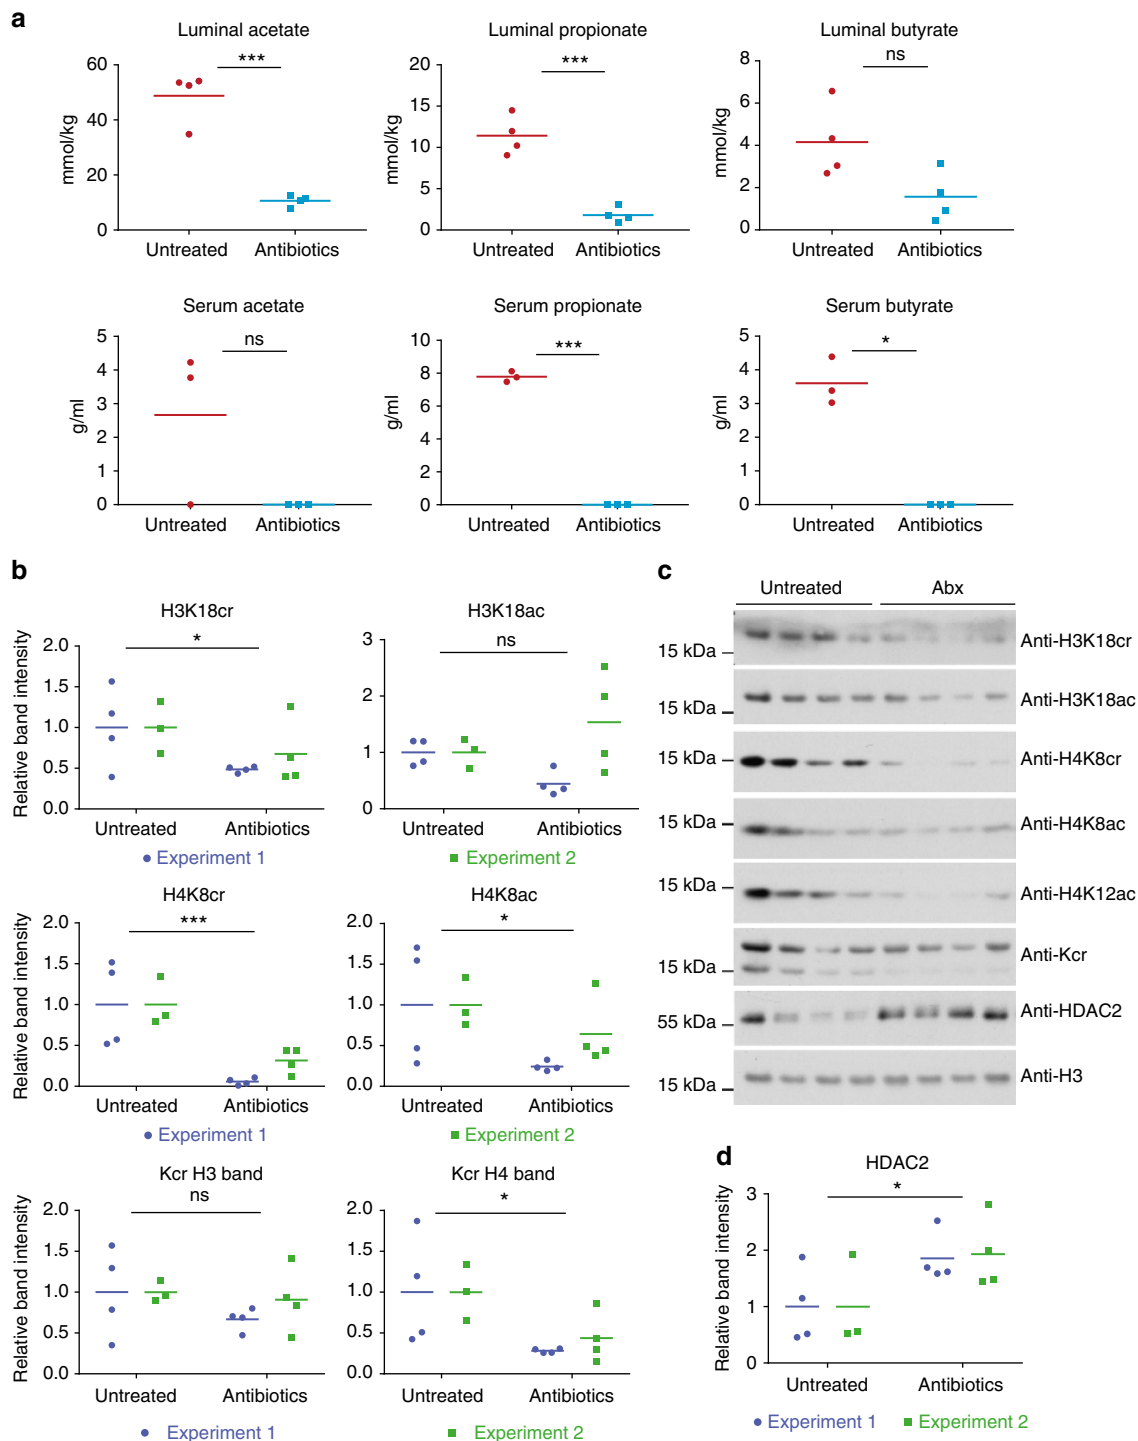 a
Luminal acetate
Luminal propionate
Luminal butyrate
***
***
ns
60
40
20
0
mmol/kg
20
15
10
5
0
mmol/kg
8
6
4
2
0
mmol/kg
Untreated Antibiotics
Untreated Antibiotics
Untreated Antibiotics
Serum acetate
Serum propionate
Serum butyrate
ns
***
*
5
4
3
2
1
0
g/ml
10
8
6
4
2
0
g/ml
5
4
3
2
1
0
g/ml
Untreated Antibiotics
Untreated Antibiotics
Untreated Antibiotics
b
H3K18cr
*
Relative band intensity
2.0
1.5
1.0
0.5
0.0
Untreated Antibiotics
H3K18ac
ns
3
2
1
0
Untreated Antibiotics
Experiment 1
Experiment 2
H4K8cr
***
Relative band intensity
2.0
1.5
1.0
0.5
0.0
Untreated Antibiotics
H4K8ac
*
2.0
1.5
1.0
0.5
0.0
Untreated Antibiotics
Experiment 1
Experiment 2
Kcr H3 band
ns
Relative band intensity
2.0
1.5
1.0
0.5
0.0
Untreated Antibiotics
Kcr H4 band
*
2.0
1.5
1.0
0.5
0.0
Untreated Antibiotics
Experiment 1
Experiment 2
c
Untreated Abx
15 kDa Anti-H3K18cr
15 kDa Anti-H3K18ac
15 kDa Anti-H4K8cr
15 kDa Anti-H4K8ac
15 kDa Anti-H4K12ac
15 kDa Anti-Kcr
55 kDa Anti-HDAC2
15 kDa Anti-H3
d
HDAC2
*
Relative band intensity
3
2
1
0
Untreated Antibiotics
Experiment 1 Experiment 2